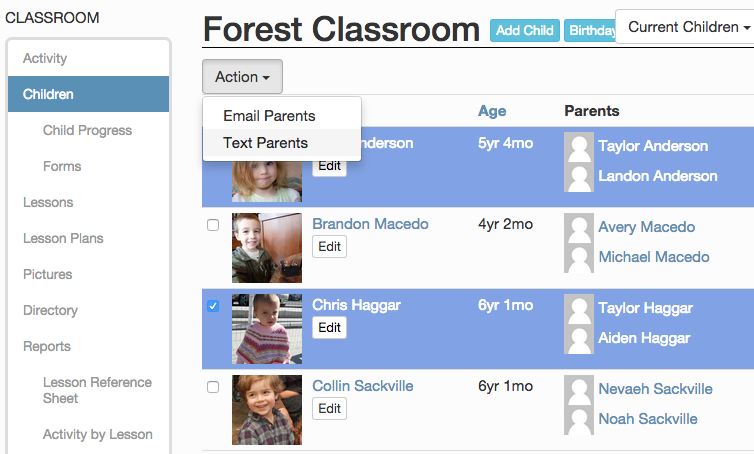 CLASSROOM
Activity
Children
Child Progress
Forms
Lessons
Lesson Plans
Pictures
Directory
Reports
Lesson Reference
Sheet
Activity by Lesson
Forest Classroom
Add Child
Birthday
Current Children
Action
Email Parents
Text Parents
Age
Parents
5yr 4mo
Taylor Anderson
Landon Anderson
Edit
Brandon Macedo
4yr 2mo
Avery Macedo
Edit
Michael Macedo
Chris Haggar
6yr 1mo
Taylor Haggar
Edit
Aiden Haggar
Collin Sackville
6yr 1mo
Nevaeh Sackville
Edit
Noah Sackville